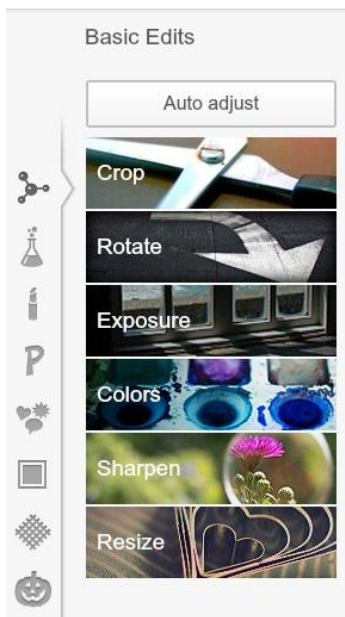 Basic Edits
Auto adjust
Crop
Rotate
Exposure
Colors
Sharpen
Resize